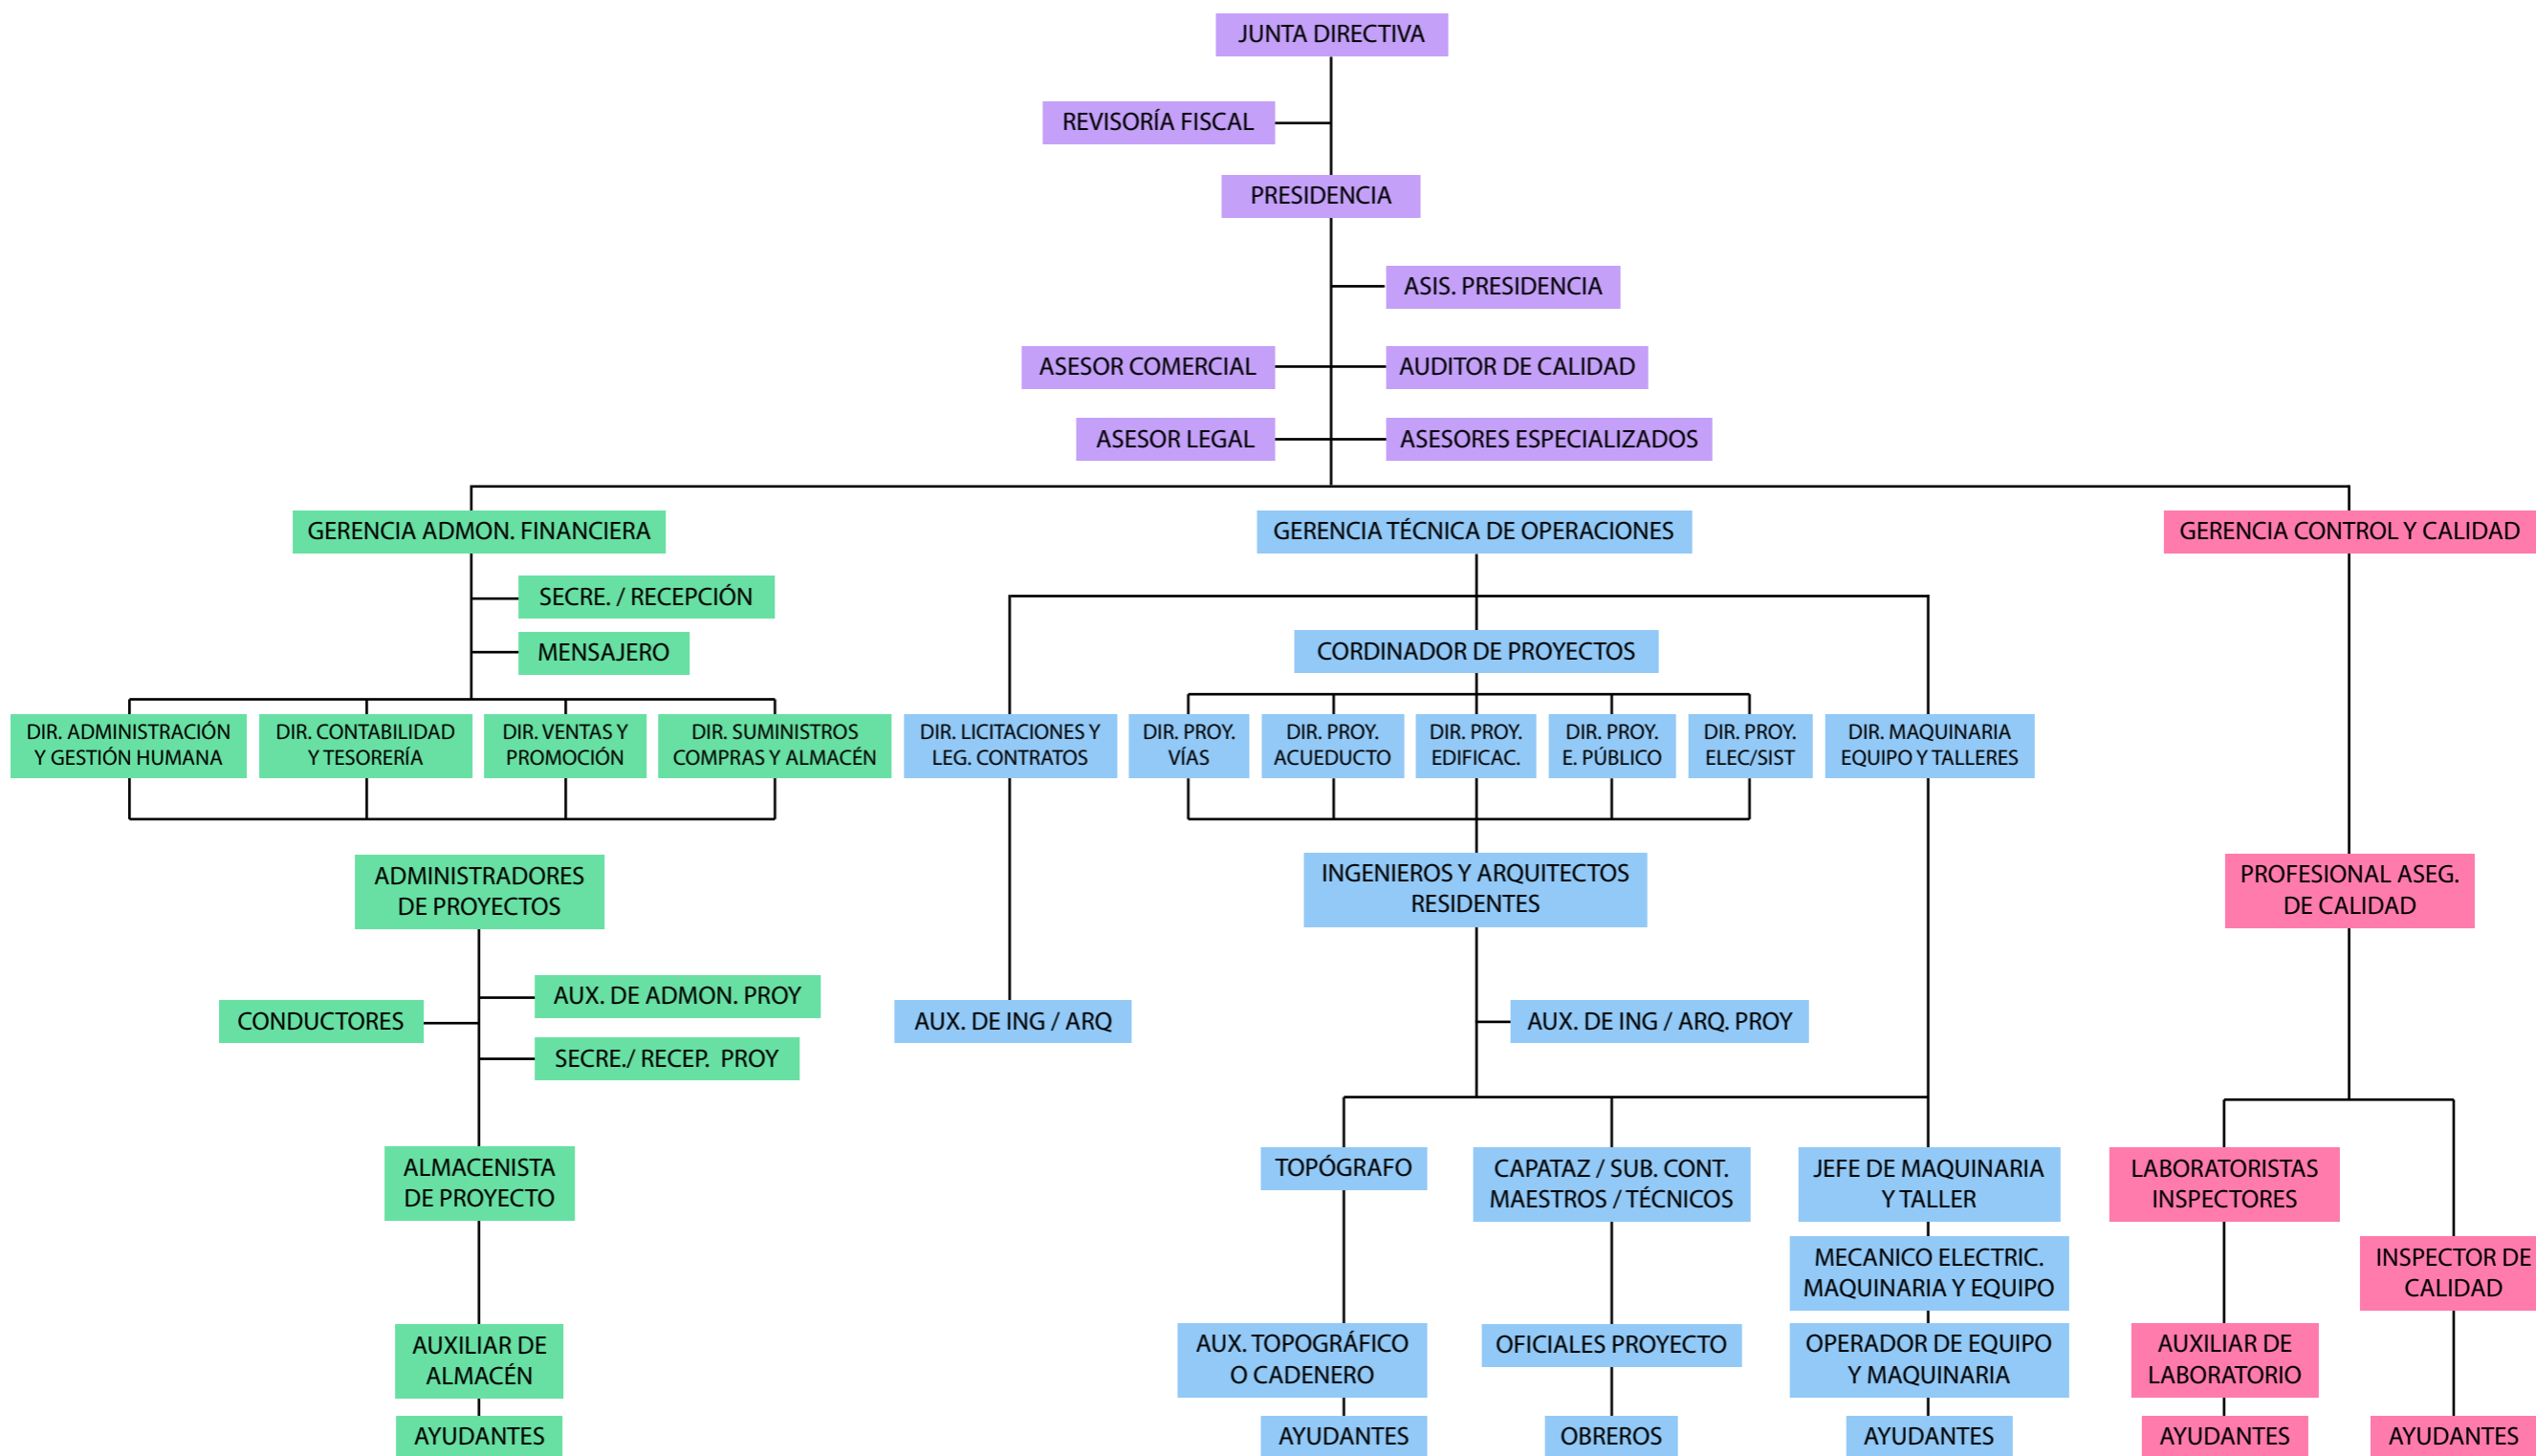 JUNTA DIRECTIVA
REVISORÍA FISCAL
PRESIDENCIA
ASIS. PRESIDENCIA
ASESOR COMERCIAL
AUDITOR DE CALIDAD
ASESOR LEGAL
ASESORES ESPECIALIZADOS
GERENCIA ADMON. FINANCIERA
SECRE. / RECEPCIÓN
MENSAJERO
DIR. ADMINISTRACIÓN
Y GESTIÓN HUMANA
DIR. CONTABILIDAD
Y TESORERÍA
DIR. VENTAS Y
PROMOCIÓN
DIR. SUMINISTROS
COMPRAS Y ALMACÉN
ADMINISTRADORES
DE PROYECTOS
AUX. DE ADMON. PROY
CONDUCTORES
SECRE./ RECEP. PROY
ALMACENISTA
DE PROYECTO
AUXILIAR DE
ALMACÉN
AYUDANTES
GERENCIA TÉCNICA DE OPERACIONES
CORDINADOR DE PROYECTOS
DIR. LICITACIONES Y
LEG. CONTRATOS
DIR. PROY.
VÍAS
DIR. PROY.
ACUEDUCTO
DIR. PROY.
EDIFICAC.
DIR. PROY.
E. PÚBLICO
DIR. PROY.
ELEC/SIST
DIR. MAQUINARIA
EQUIPO Y TALLERES
INGENIEROS Y ARQUITECTOS
RESIDENTES
AUX. DE ING / ARQ
AUX. DE ING / ARQ. PROY
TOPÓGRAFO
CAPATAZ / SUB. CONT.
MAESTROS / TÉCNICOS
JEFE DE MAQUINARIA
Y TALLER
MECANICO ELECTRIC.
MAQUINARIA Y EQUIPO
AUX. TOPOGRÁFICO
O CADENERO
OFICIALES PROYECTO
OPERADOR DE EQUIPO
Y MAQUINARIA
AYUDANTES
OBREROS
AYUDANTES
GERENCIA CONTROL Y CALIDAD
PROFESIONAL ASEG.
DE CALIDAD
LABORATORISTAS
INSPECTORES
INSPECTOR DE
CALIDAD
AUXILIAR DE
LABORATORIO
AYUDANTES
AYUDANTES